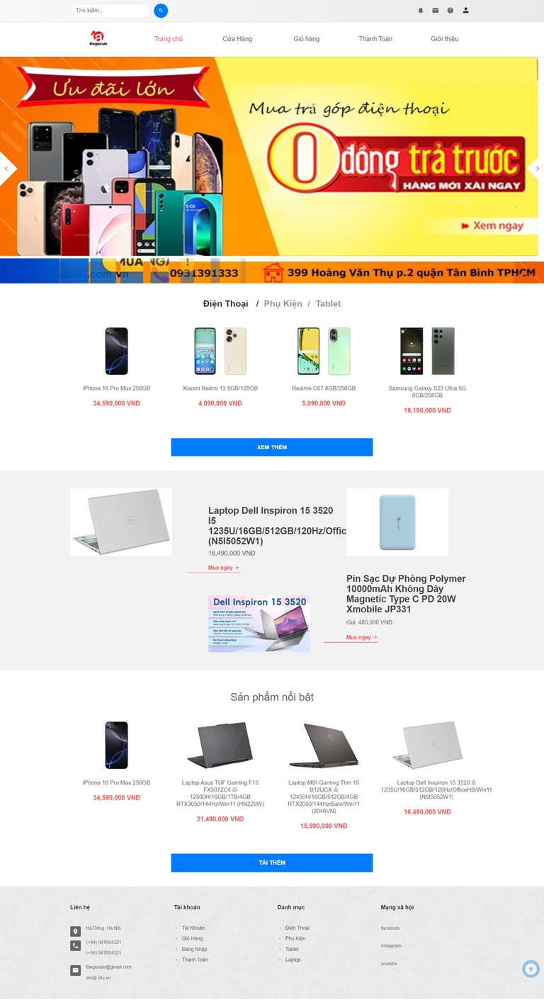 Tìm kiếm...
thegioialo
Trang chủ
Cửa Hàng
Giỏ hàng
Thanh Toán
Giới thiệu
Ưu đãi lớn
Mua trả góp điện thoại
0 đồng trả trước
HÀNG MỚI XÀI NGAY
Xem ngay
0931391333
399 Hoàng Văn Thụ p.2 quận Tân Bình TPHCM
Điện Thoại / Phụ Kiện / Tablet
iPhone 16 Pro Max 256GB
34,590,000 VNĐ
Xiaomi Redmi 13 8GB/128GB
4,090,000 VNĐ
Realme C67 8GB/256GB
5,090,000 VNĐ
Samsung Galaxy S23 Ultra 5G
8GB/256GB
19,190,000 VNĐ
XEM THÊM
Laptop Dell Inspiron 15 3520
I5
1235U/16GB/512GB/120Hz/Offic
(N5I5052W1)
16,490,000 VNĐ
Mua ngay
Dell Inspiron 15 3520
Pin Sạc Dự Phòng Polymer
10000mAh Không Dây
Magnetic Type C PD 20W
Xmobile JP331
Giá: 485,000 VNĐ
Mua ngay
Sản phẩm nổi bật
iPhone 16 Pro Max 256GB
34,590,000 VNĐ
Laptop Asus TUF Gaming F15
FX507ZC4 i5
12500H/16GB/1TB/4GB
RTX3050/144Hz/Win11 (HN229W)
21,490,000 VNĐ
Laptop MSI Gaming Thin 15
B12UCX i5
12450H/16GB/512GB/4GB
RTX2050/144Hz/Balo/Win11
(2046VN)
15,990,000 VNĐ
Laptop Dell Inspiron 15 3520 i5
1235U/16GB/512GB/120Hz/OfficeHS/Win11
(N5I5052W1)
16,490,000 VNĐ
TẢI THÊM
Liên hệ
Hà Đông, Hà Nội
(+84) 987654321
(+84) 987654321
thegioialo@gmail.com
alo@.etu.vn
Tài khoản
Tài Khoản
Giỏ Hàng
Đăng Nhập
Thanh Toán
Danh mục
Điện Thoại
Phụ Kiện
Tablet
Laptop
Mạng xã hội
facebook
Instagram
youtube